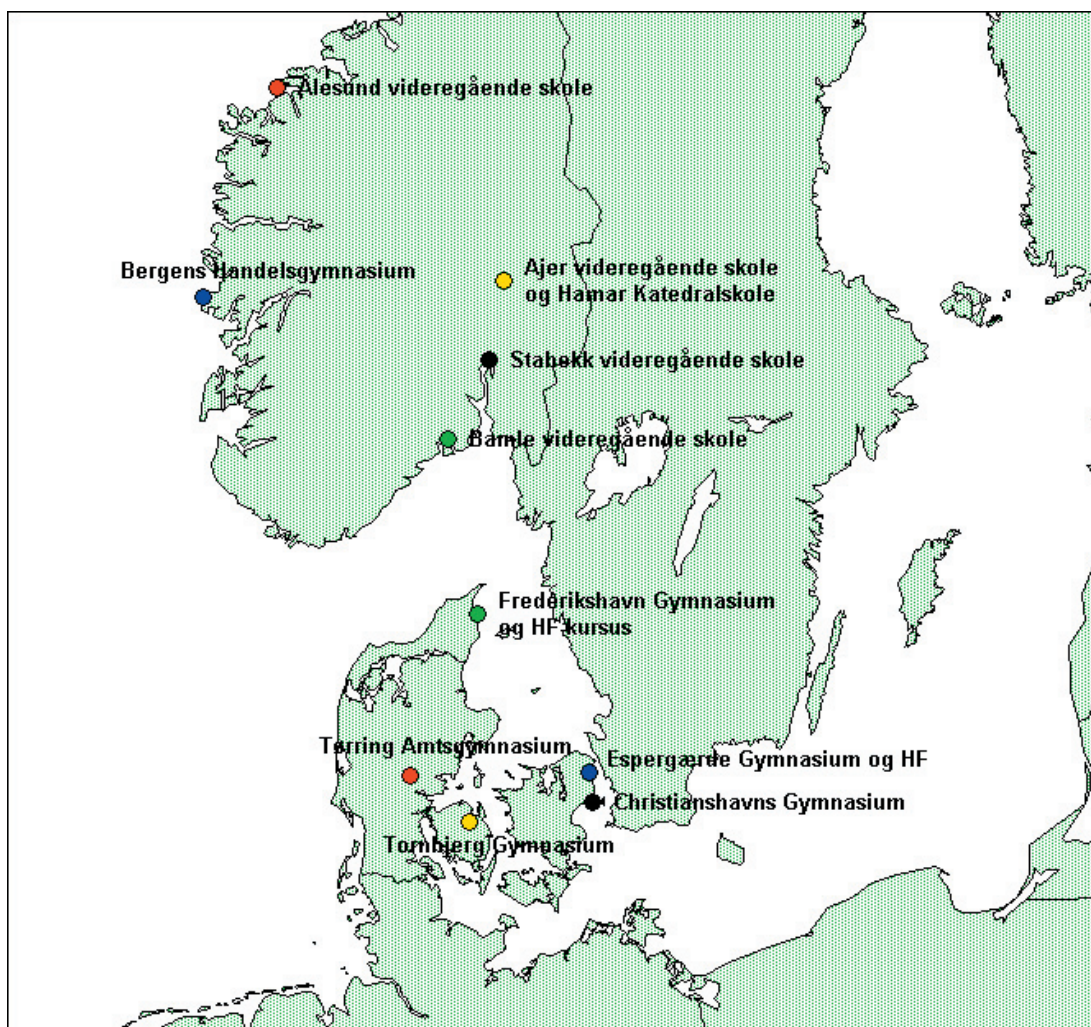 Ålesund videregående skole
Bergens Handelsgymnasium
Ajer videregående skole
og Hamar Katedralskole
Stabekk videregående skole
Bamle videregående skole
Frederikshavn Gymnasium
og HF-kursus
Tørring Amtsgymnasium
Espergærde Gymnasium og HF
Christianshavns Gymnasium
Tornbjerg Gymnasium